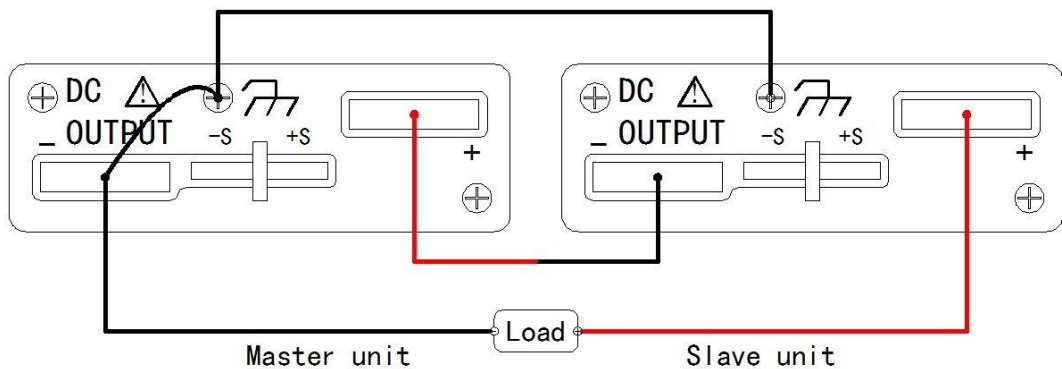 DC
_ OUTPUT -S +S
+
DC
_ OUTPUT -S +S
+
Load
Master unit
Slave unit